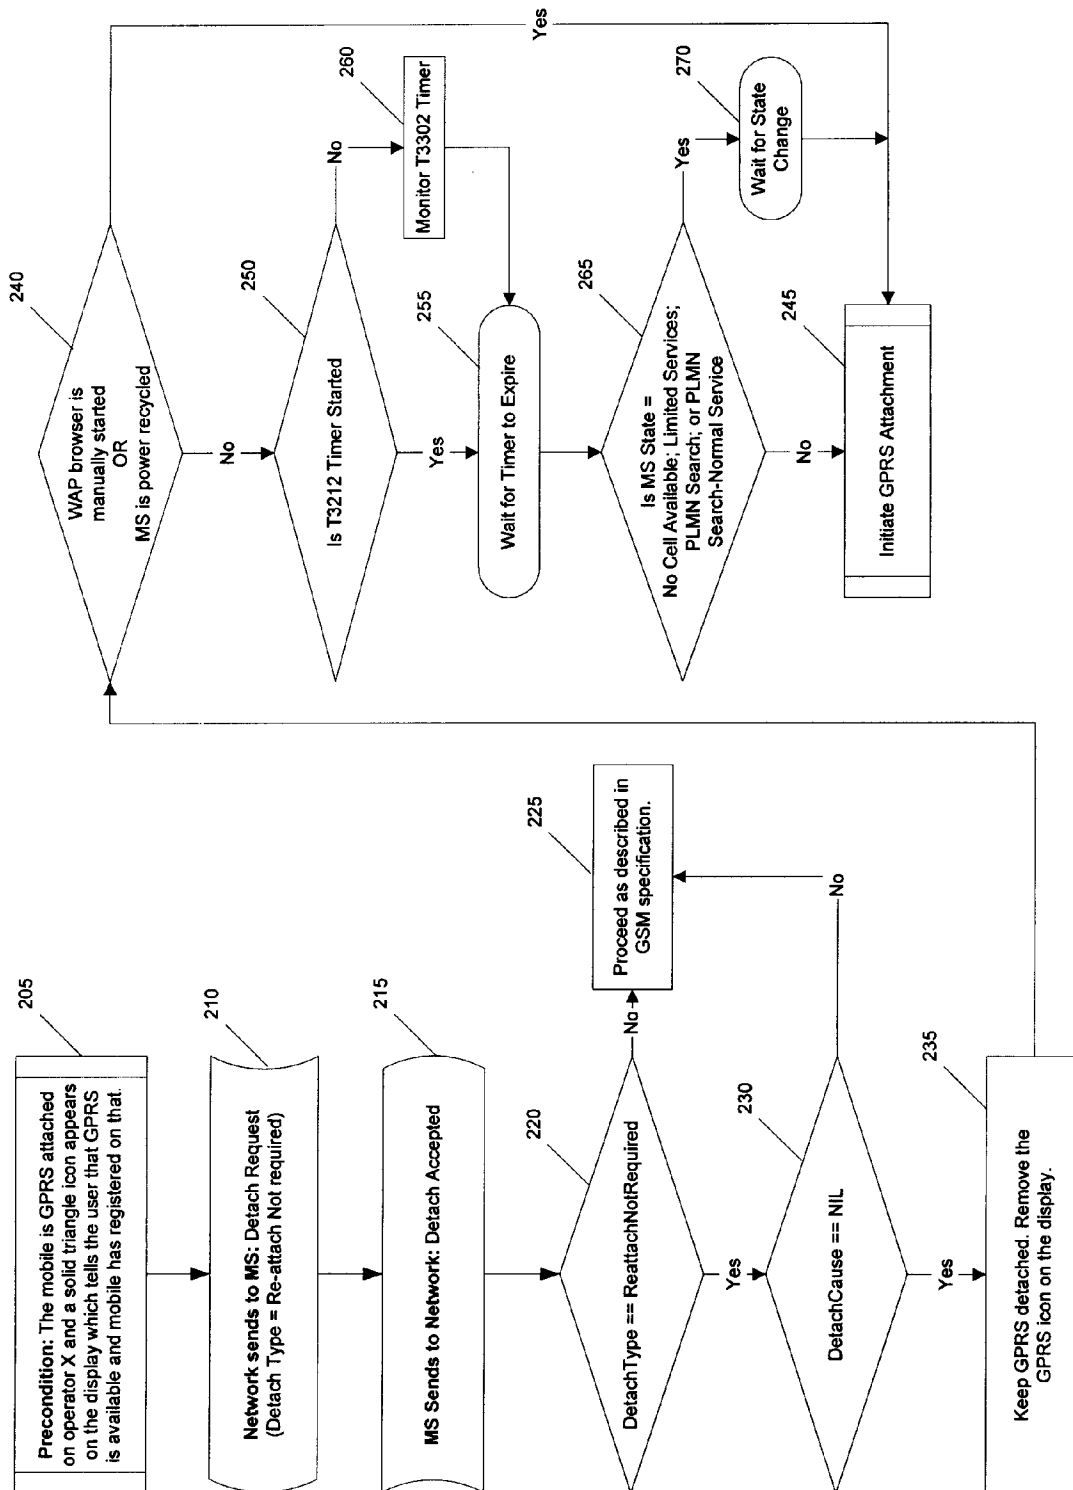 205
Precondition: The mobile is GPRS attached
on operator X and a solid triangle icon appears
on the display which tells the user that GPRS
is available and mobile has registered on that.
210
Network sends to MS: Detach Request
(Detach Type = Re-attach Not required)
215
MS Sends to Network: Detach Accepted
220
DetachType == ReattachNotRequired
No
225
Proceed as described in
GSM specification.
Yes
230
DetachCause == NIL
No
Yes
235
Keep GPRS detached. Remove the
GPRS icon on the display.
240
WAP browser is
manually started
OR
MS is power recycled
Yes
No
250
Is T3212 Timer Started
No
260
Monitor T3302 Timer
Yes
255
Wait for Timer to Expire
265
Is MS State =
No Cell Available; Limited Services;
PLMN Search; or PLMN
Search-Normal Service
Yes
270
Wait for State
Change
No
245
Initiate GPRS Attachment